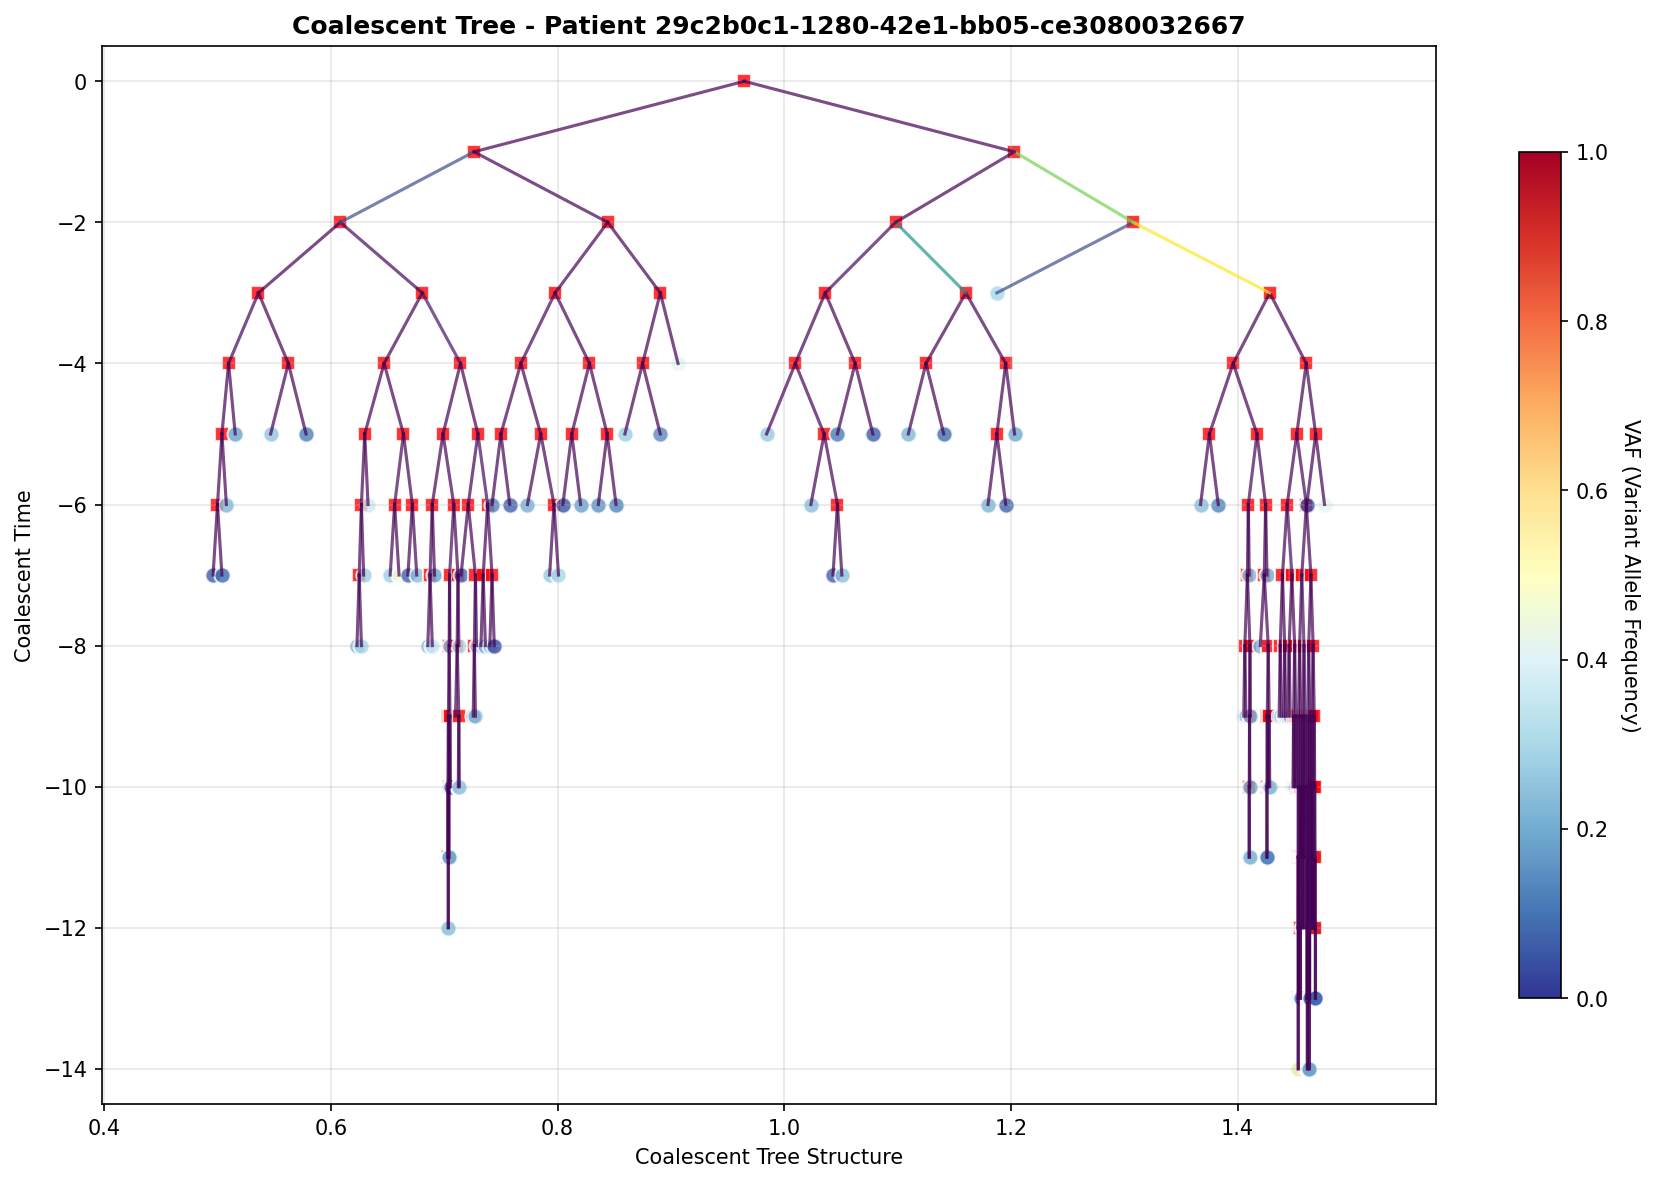 Coalescent Tree - Patient 29c2b0c1-1280-42e1-bb05-ce3080032667
0
−2
−4
−6
−8
−10
−12
−14
Coalescent Time
0.4 0.6 0.8 1.0 1.2 1.4
Coalescent Tree Structure
1.0
0.8
0.6
0.4
0.2
0.0
VAF (Variant Allele Frequency)